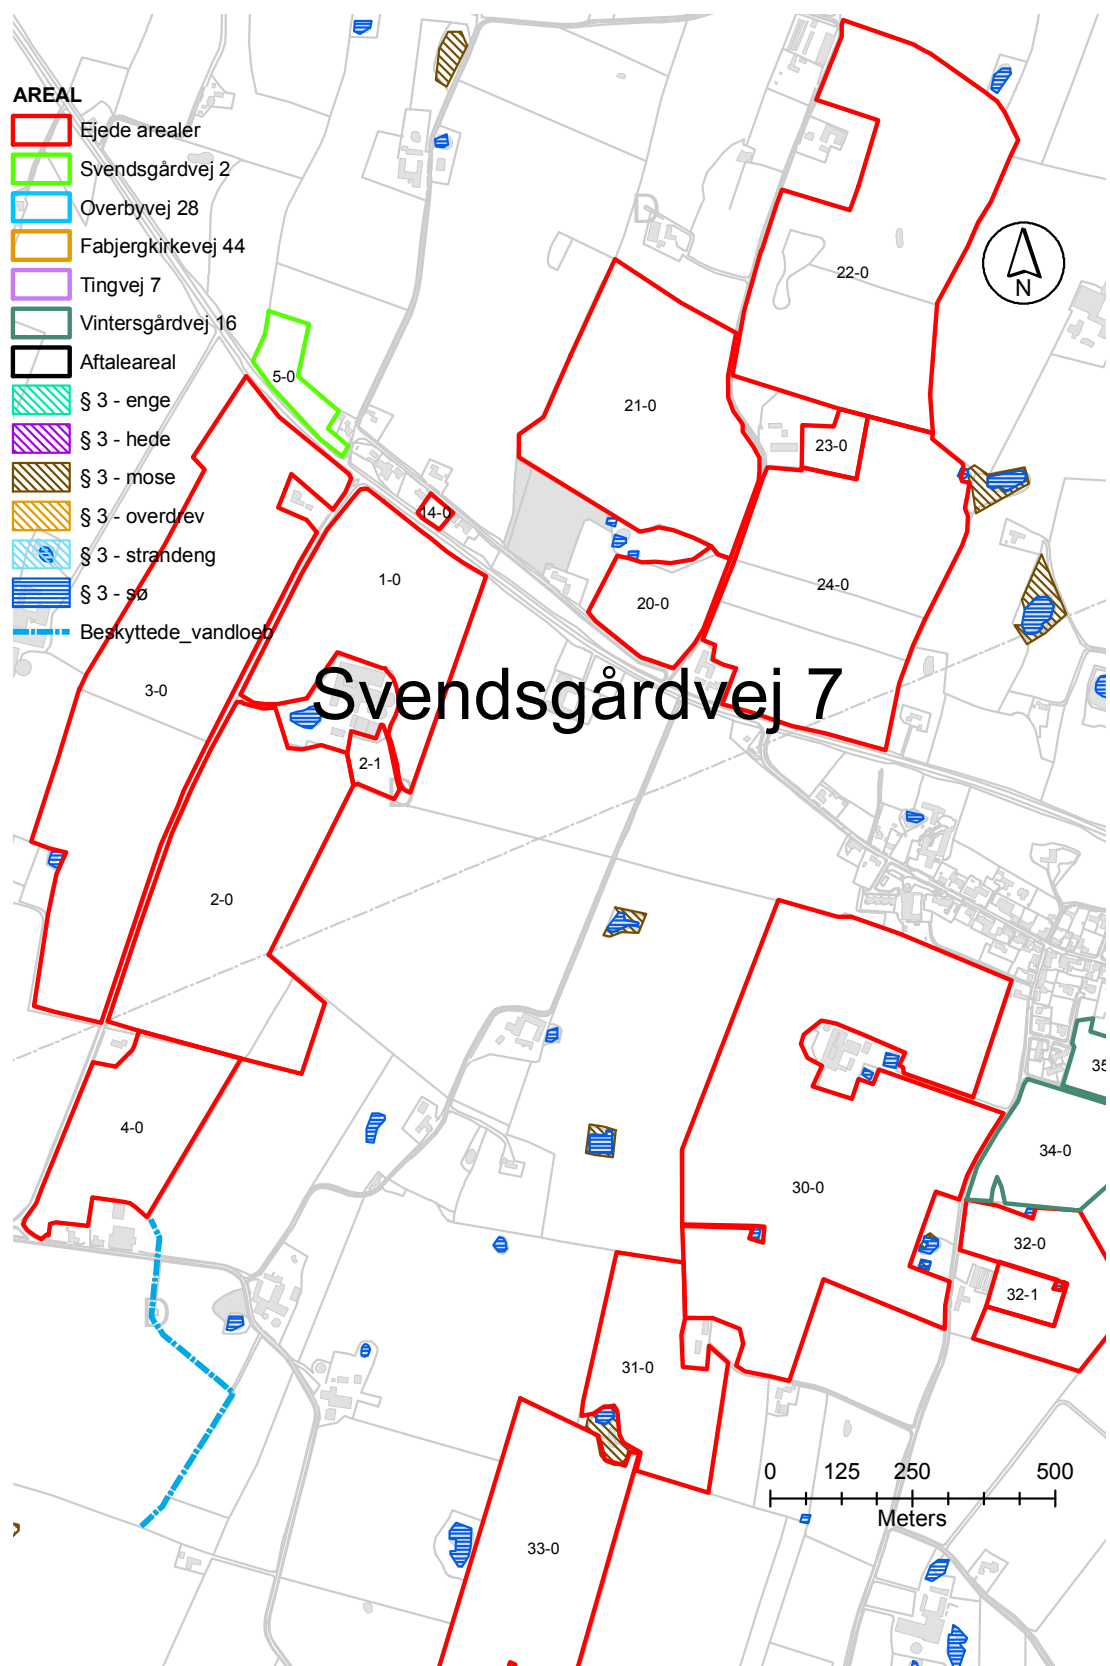 AREAL
Ejede arealer
Svendsgårdvej 2
Overbyvej 28
Fabjergkirkevej 44
Tingvej 7
Vintersgårdvej 16
Aftaleareal
§ 3 - enge
§ 3 - hede
§ 3 - mose
§ 3 - overdrev
§ 3 - strandeng
§ 3 - sø
Beskyttede_vandloeb
N
D
22-0
5-0
21-0
23-0
14-0
1-0
24-0
20-0
3-0
Svendsgårdvej 7
2-1
D
2-0
35
4-0
34-0
30-0
32-0
32-1
D
31-0
0 125 250 500
Meters
33-0